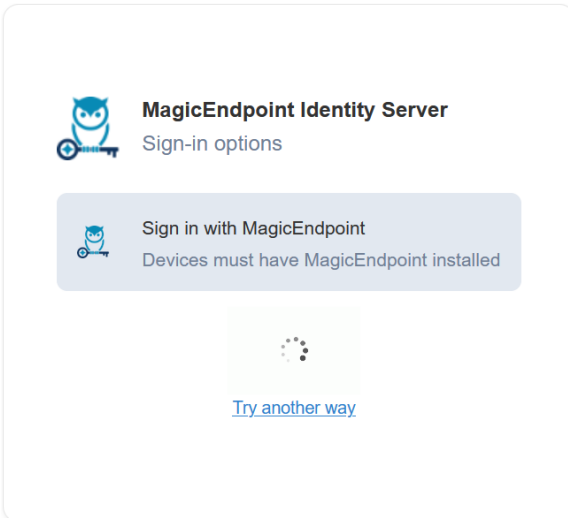 MagicEndpoint Identity Server
Sign-in options
Sign in with MagicEndpoint
Devices must have MagicEndpoint installed
Try another way